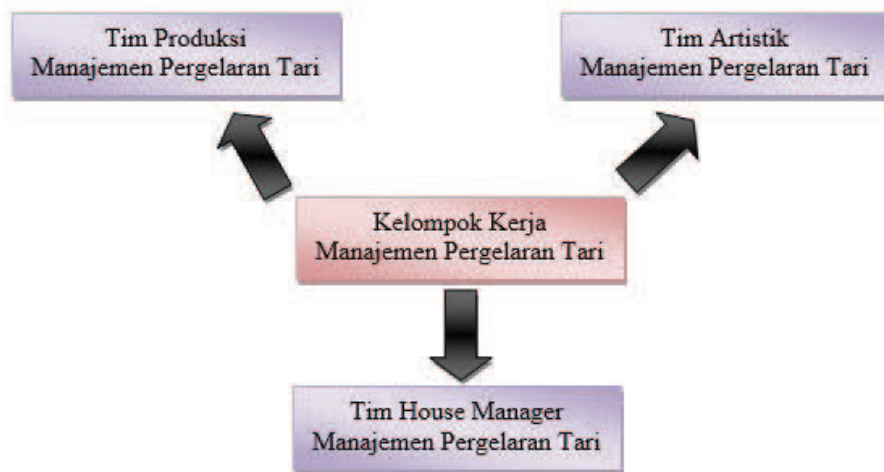 Tim Produksi
Manajemen Pergelaran Tari
Tim Artistik
Manajemen Pergelaran Tari
Kelompok Kerja
Manajemen Pergelaran Tari
Tim House Manager
Manajemen Pergelaran Tari